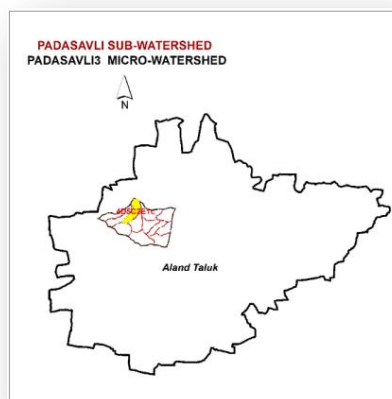 PADASAVLI SUB-WATERSHED
PADASAVLI3 MICRO-WATERSHED
N
Aland Taluk